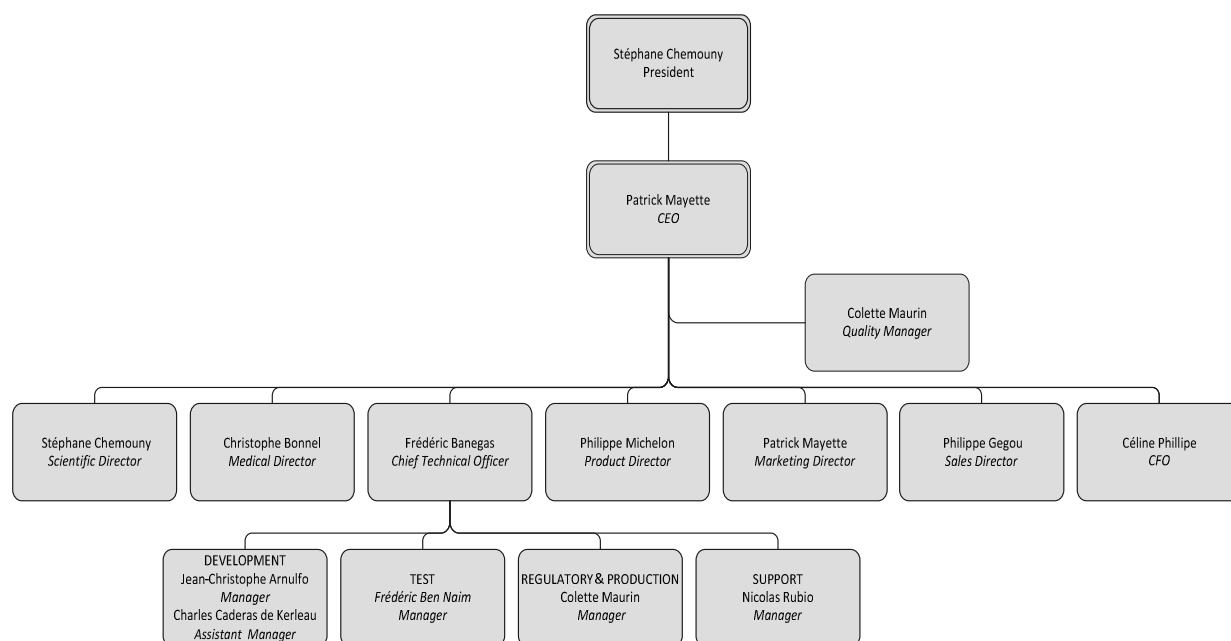 Stéphane Chemouny
President
Patrick Mayette
CEO
Colette Maurin
Quality Manager
Stéphane Chemouny
Scientific Director
Christophe Bonnel
Medical Director
Frédéric Banegas
Chief Technical Officer
Philippe Michelon
Product Director
Patrick Mayette
Marketing Director
Philippe Gegou
Sales Director
Céline Phillipe
CFO
DEVELOPMENT
Jean-Christophe Arnulfo
Manager
Charles Caderas de Kerleau
Assistant Manager
TEST
Frédéric Ben Naim
Manager
REGULATORY & PRODUCTION
Colette Maurin
Manager
SUPPORT
Nicolas Rubio
Manager